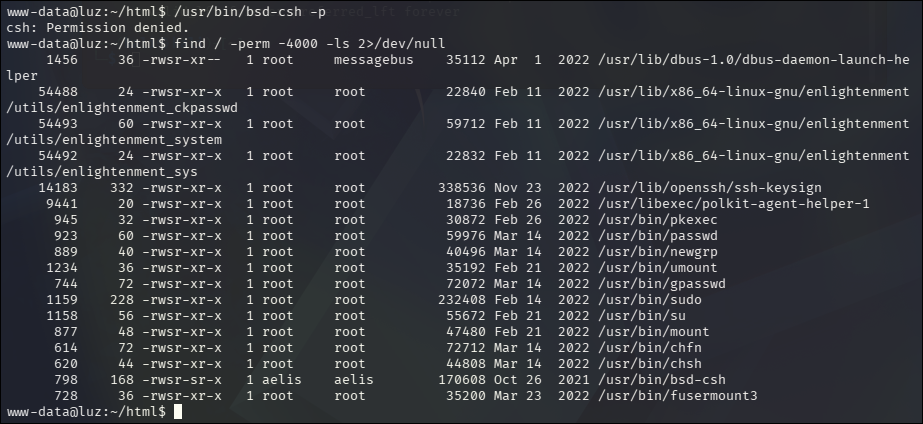 www-data@luz:~/html$ /usr/bin/bsd-csh -p
csh: Permission denied.
www-data@luz:~/html$ find / -perm -4000 -ls 2>/dev/null
1456 36 -rwsr-xr-- 1 root messagebus 35112 Apr 1 2022 /usr/lib/dbus-1.0/dbus-daemon-launch-he
lper
54488 24 -rwsr-xr-x 1 root root 22840 Feb 11 2022 /usr/lib/x86_64-linux-gnu/enlightenment
/utils/enlightenment_ckpasswd
54493 60 -rwsr-xr-x 1 root root 59712 Feb 11 2022 /usr/lib/x86_64-linux-gnu/enlightenment
/utils/enlightenment_system
54492 24 -rwsr-xr-x 1 root root 22832 Feb 11 2022 /usr/lib/x86_64-linux-gnu/enlightenment
/utils/enlightenment_sys
14183 332 -rwsr-xr-x 1 root root 338536 Nov 23 2022 /usr/lib/openssh/ssh-keysign
9441 20 -rwsr-xr-x 1 root root 18736 Feb 26 2022 /usr/libexec/polkit-agent-helper-1
945 32 -rwsr-xr-x 1 root root 30872 Feb 26 2022 /usr/bin/pkexec
923 60 -rwsr-xr-x 1 root root 59976 Mar 14 2022 /usr/bin/passwd
889 40 -rwsr-xr-x 1 root root 40496 Mar 14 2022 /usr/bin/newgrp
1234 36 -rwsr-xr-x 1 root root 35192 Feb 21 2022 /usr/bin/umount
744 72 -rwsr-xr-x 1 root root 72072 Mar 14 2022 /usr/bin/gpasswd
1159 228 -rwsr-xr-x 1 root root 232408 Feb 14 2022 /usr/bin/sudo
1158 56 -rwsr-xr-x 1 root root 55672 Feb 21 2022 /usr/bin/su
877 48 -rwsr-xr-x 1 root root 47480 Feb 21 2022 /usr/bin/mount
614 72 -rwsr-xr-x 1 root root 72712 Mar 14 2022 /usr/bin/chfn
620 44 -rwsr-xr-x 1 root root 44808 Mar 14 2022 /usr/bin/chsh
798 168 -rwsr-sr-x 1 aelis aelis 170608 Oct 26 2021 /usr/bin/bsd-csh
728 36 -rwsr-xr-x 1 root root 35200 Mar 23 2022 /usr/bin/fusermount3
www-data@luz:~/html$